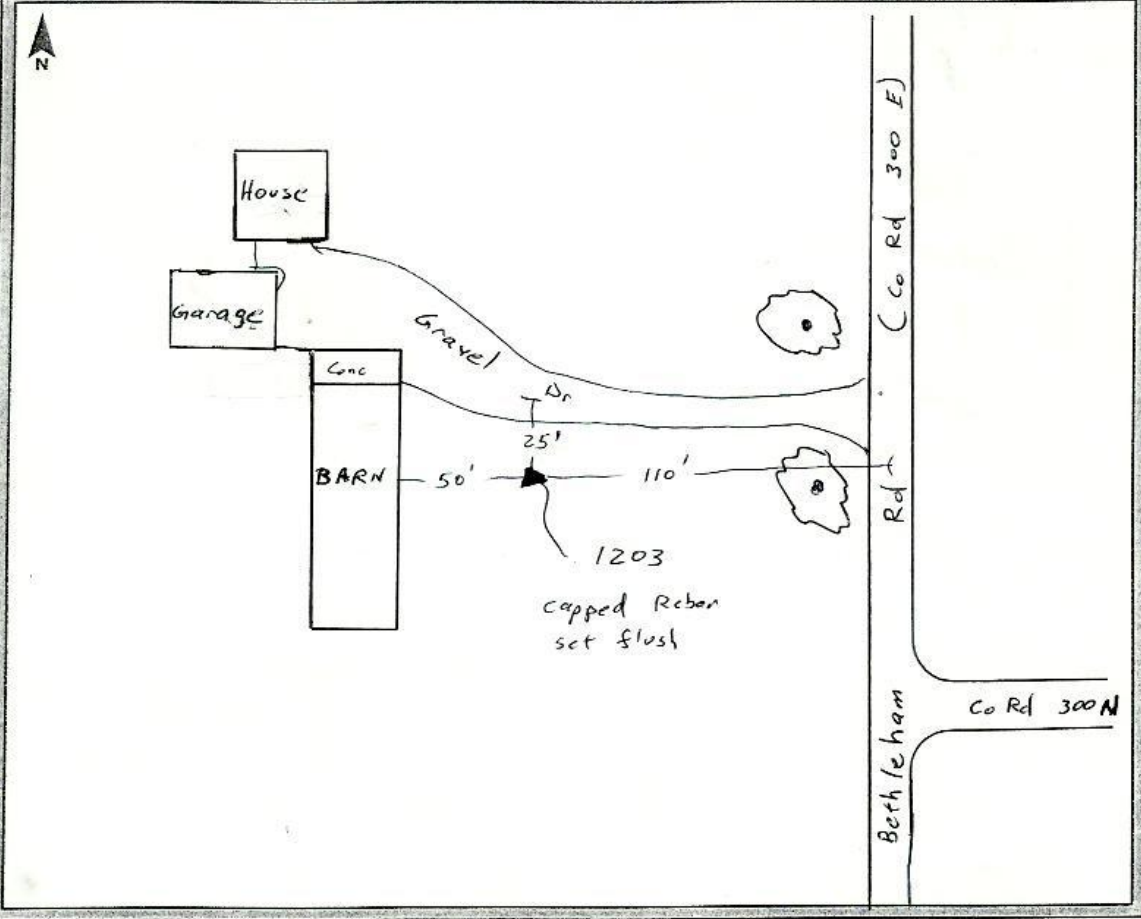 N
House
Garage
Gravel
Dr
Conc
25'
BARN
50'
110'
1203
capped Rebar
set flush
Bethleham Rd (Co Rd 300 E)
Co Rd 300 N